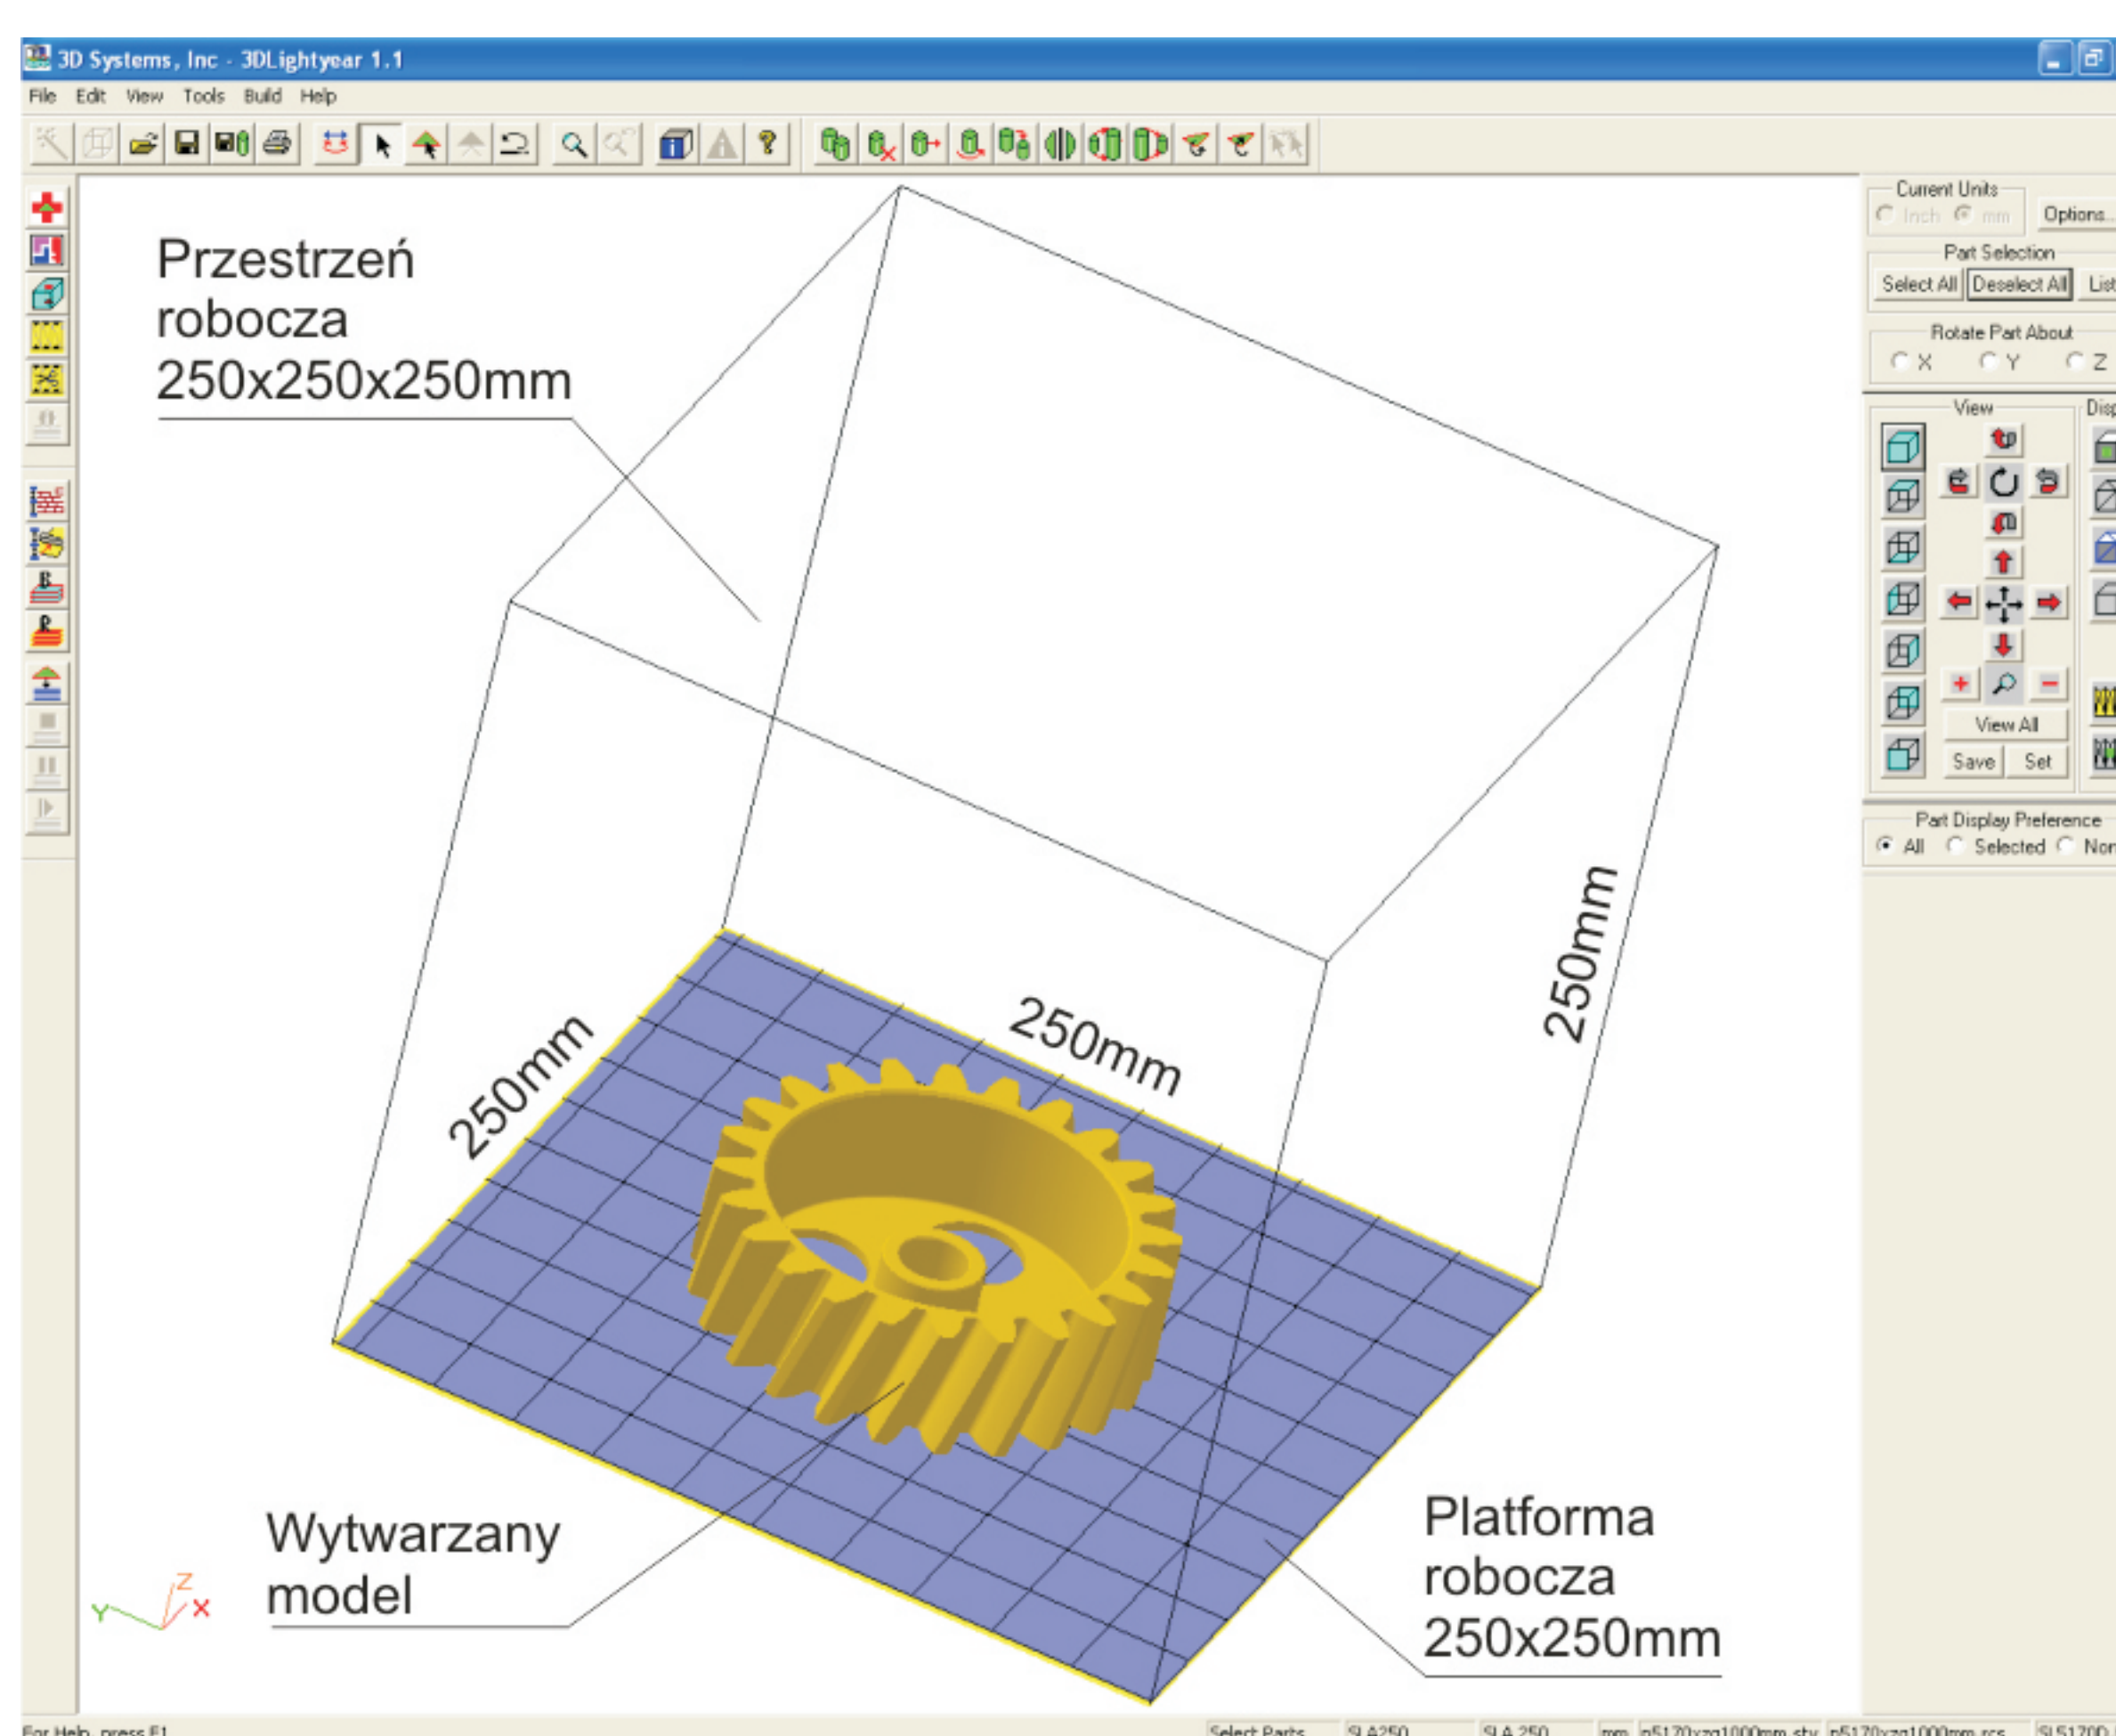 3D Systems, Inc - 3DLightyear 1.1
File Edit View Tools Build Help
Przestrzeń
robocza
250x250x250mm
250mm
250mm
250mm
Wytwarzany
model
Platforma
robocza
250x250mm
Z
Y
X
Current Units
Inch mm
Options...
Part Selection
Select All Deselect All List
Rotate Part About
X Y Z
View
View All
Save Set
Part Display Preference
All Selected
For Help, press F1
Select Parts SLA250 SLA 250 mm